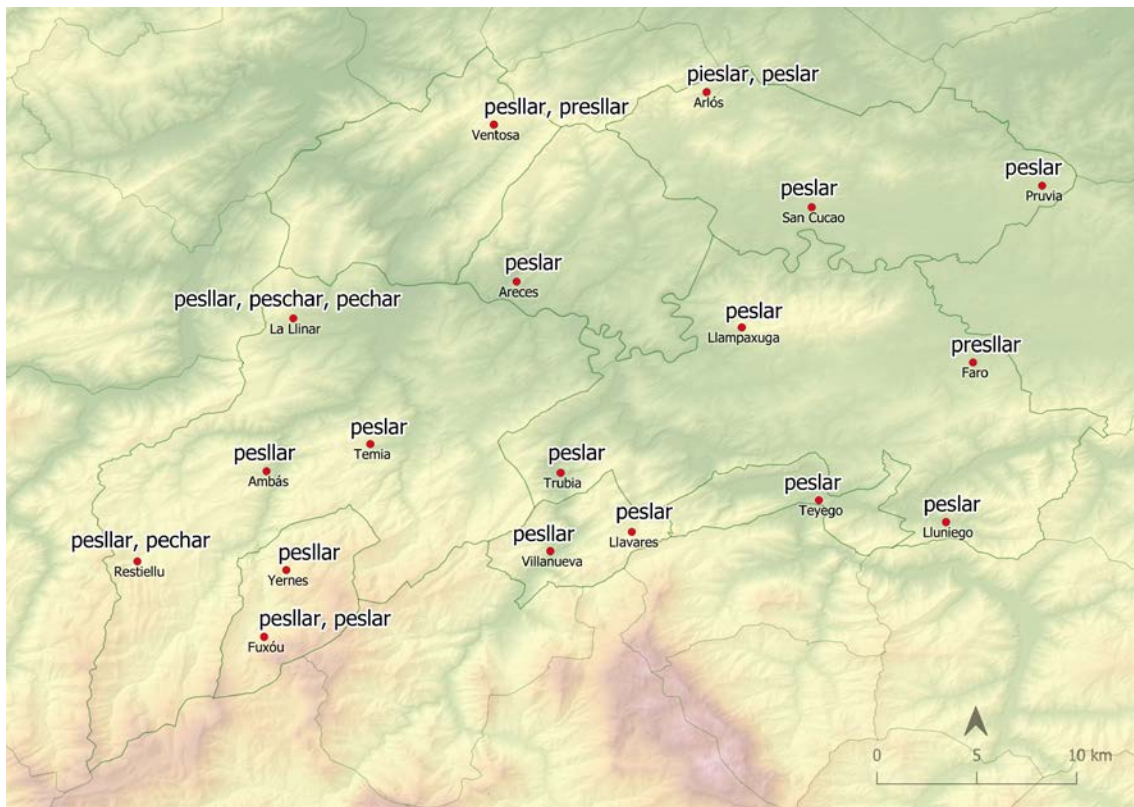 pieslar, peslar
Arlós
pesllar, presllar
Ventosa
peslar
Pruvia
peslar
San Cucao
peslar
Areces
pesllar, peschar, pechar
La Llinar
peslar
Llampaxuga
presllar
Faro
peslar
Temia
pesllar
Ambás
peslar
Trubia
peslar
Teyego
peslar
Lluniego
peslar
Llavares
pesllar
Villanueva
pesllar, pechar
Restiellu
pesllar
Yernes
pesllar, peslar
Fuxóu
0 5 10 km